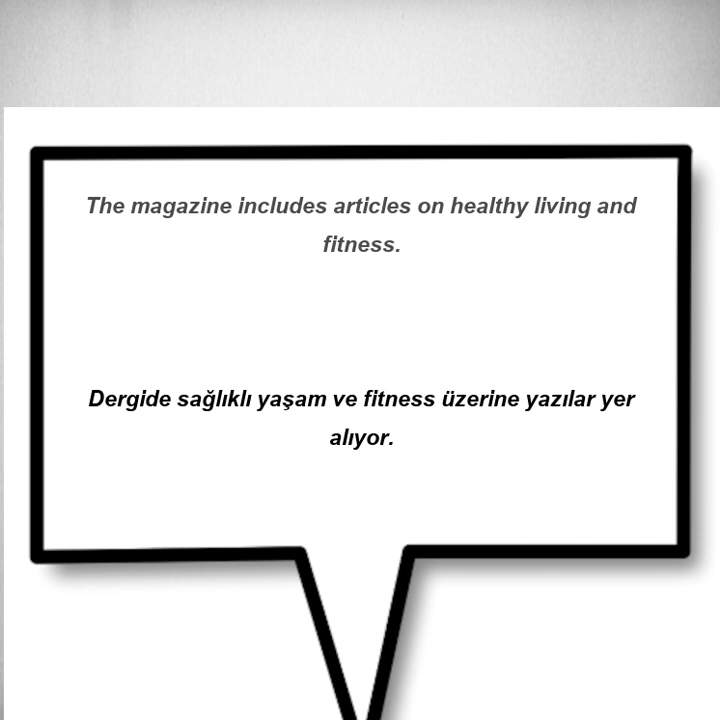 The magazine includes articles on healthy living and
fitness.
Dergide sağlıklı yaşam ve fitness üzerine yazılar yer
alıyor.